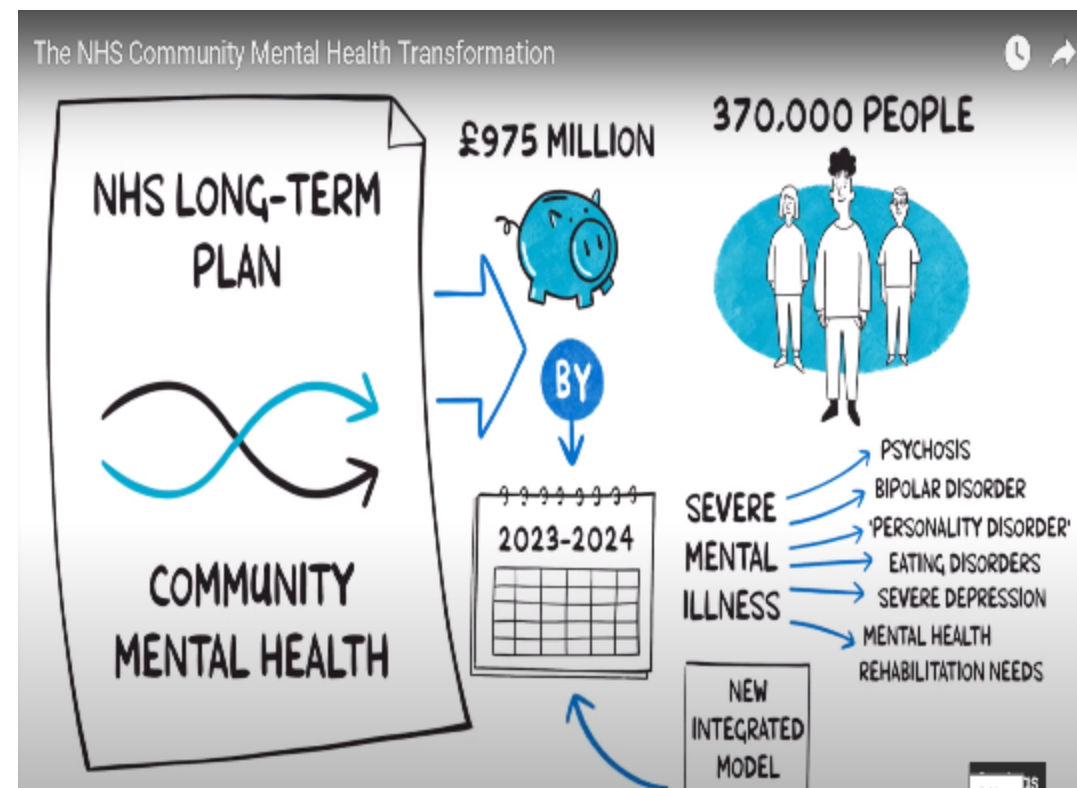 The NHS Community Mental Health Transformation
NHS LONG-TERM
PLAN
COMMUNITY
MENTAL HEALTH
£975 MILLION
BY
2023-2024
370,000 PEOPLE
SEVERE
MENTAL
ILLNESS
PSYCHOSIS
BIPOLAR DISORDER
'PERSONALITY DISORDER'
EATING DISORDERS
SEVERE DEPRESSION
MENTAL HEALTH
REHABILITATION NEEDS
NEW
INTEGRATED
MODEL